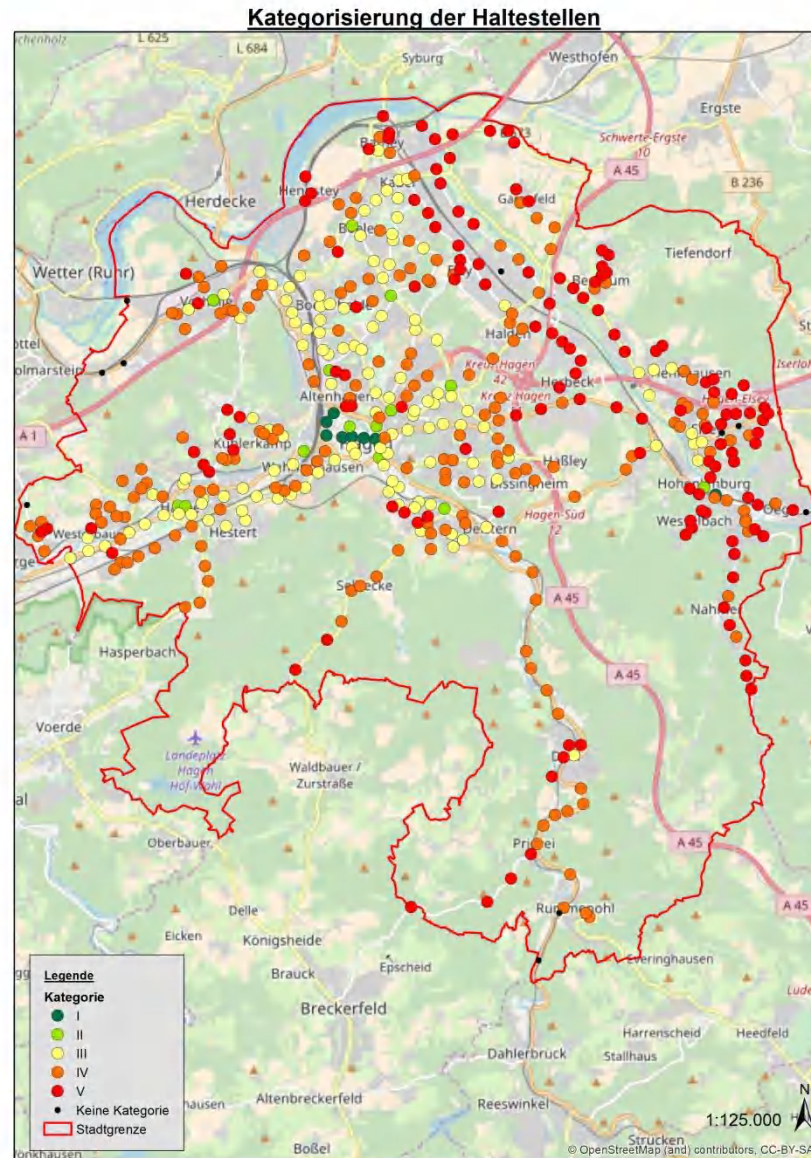 Kategorisierung der Haltestellen
L 625
L 684
Syburg
Westhofen
Ergste
Schwerte-Ergste
10
A 45
B 236
Herdecke
Tiefendorf
Wetter (Ruhr)
Halden
Kreuz Hagen
42
Altenhagen
Herbeck
A 1
Kuhlerkamp
Haßley
Bissingheim
Hohenlimburg
Hagen-Süd
12
Hestert
A 45
Hasperbach
A 45
Voerde
Landeplatz
Hagen
Hof-Wahl
Waldbauer /
Zurstraße
Oberbauer
A 45
Delle
A 45
Eicken
Königsheide
Everinghausen
Brauck
Epscheid
Breckerfeld
Harrenscheid
Heedfeld
Stallhaus
Dahlerbrück
Altenbreckerfeld
Reeswinkel
Strücken
Boßel
Legende
Kategorie
I
II
III
IV
V
Keine Kategorie
Stadtgrenze
N
1:125.000
© OpenStreetMap (and) contributors, CC-BY-SA